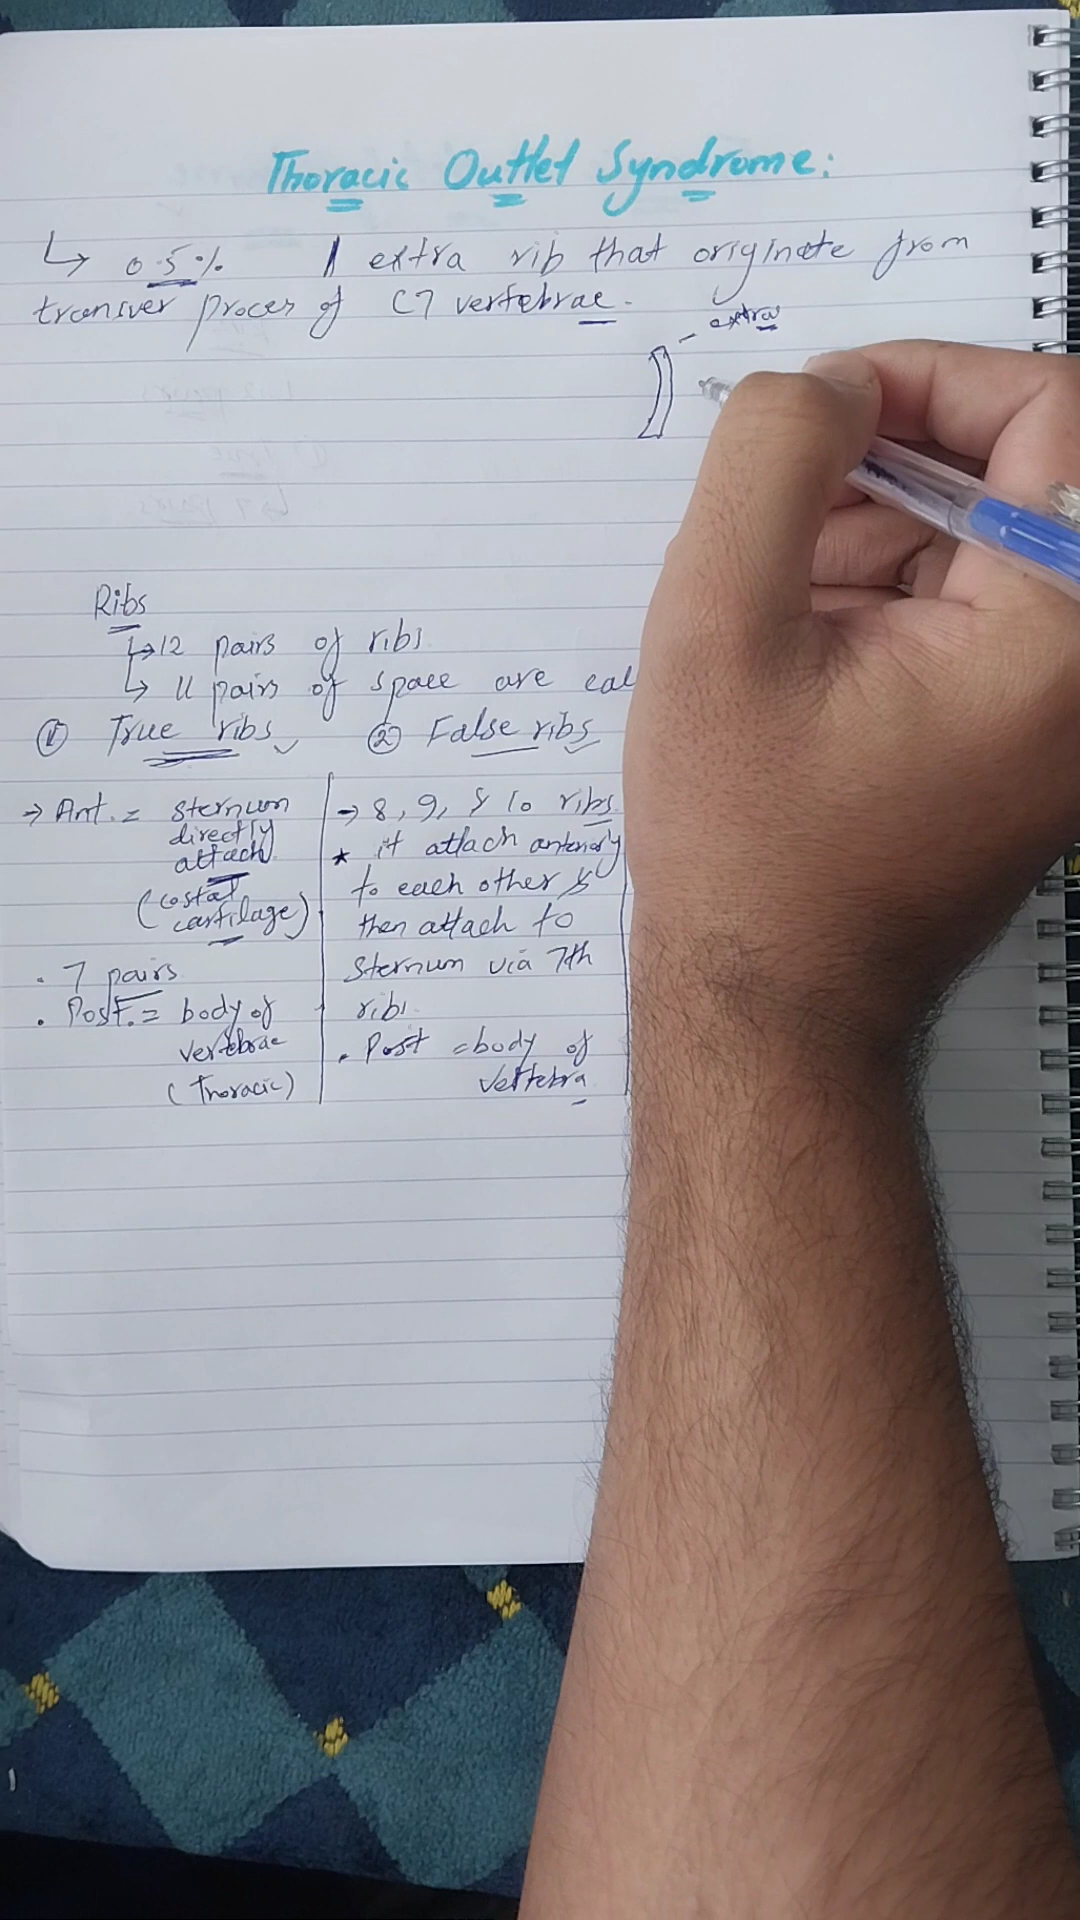 Thoracic Outlet Syndrome:
↳ 0.5% 1 extra rib that originate from
transver proces of C7 vertebrae.
extra
Ribs
↳ 12 pairs of ribs
↳ 11 pairs of space are cal
① True ribs ② False ribs
→ Ant. = sternum
directly
attach
(costal
cartilage)
. 7 pairs
. Post. = body of
vertebrae
(Thoracic)
→ 8, 9, & 10 ribs
* it attach anteriorly
to each other &
then attach to
sternum via 7th
ribs
. Post = body of
vertebra